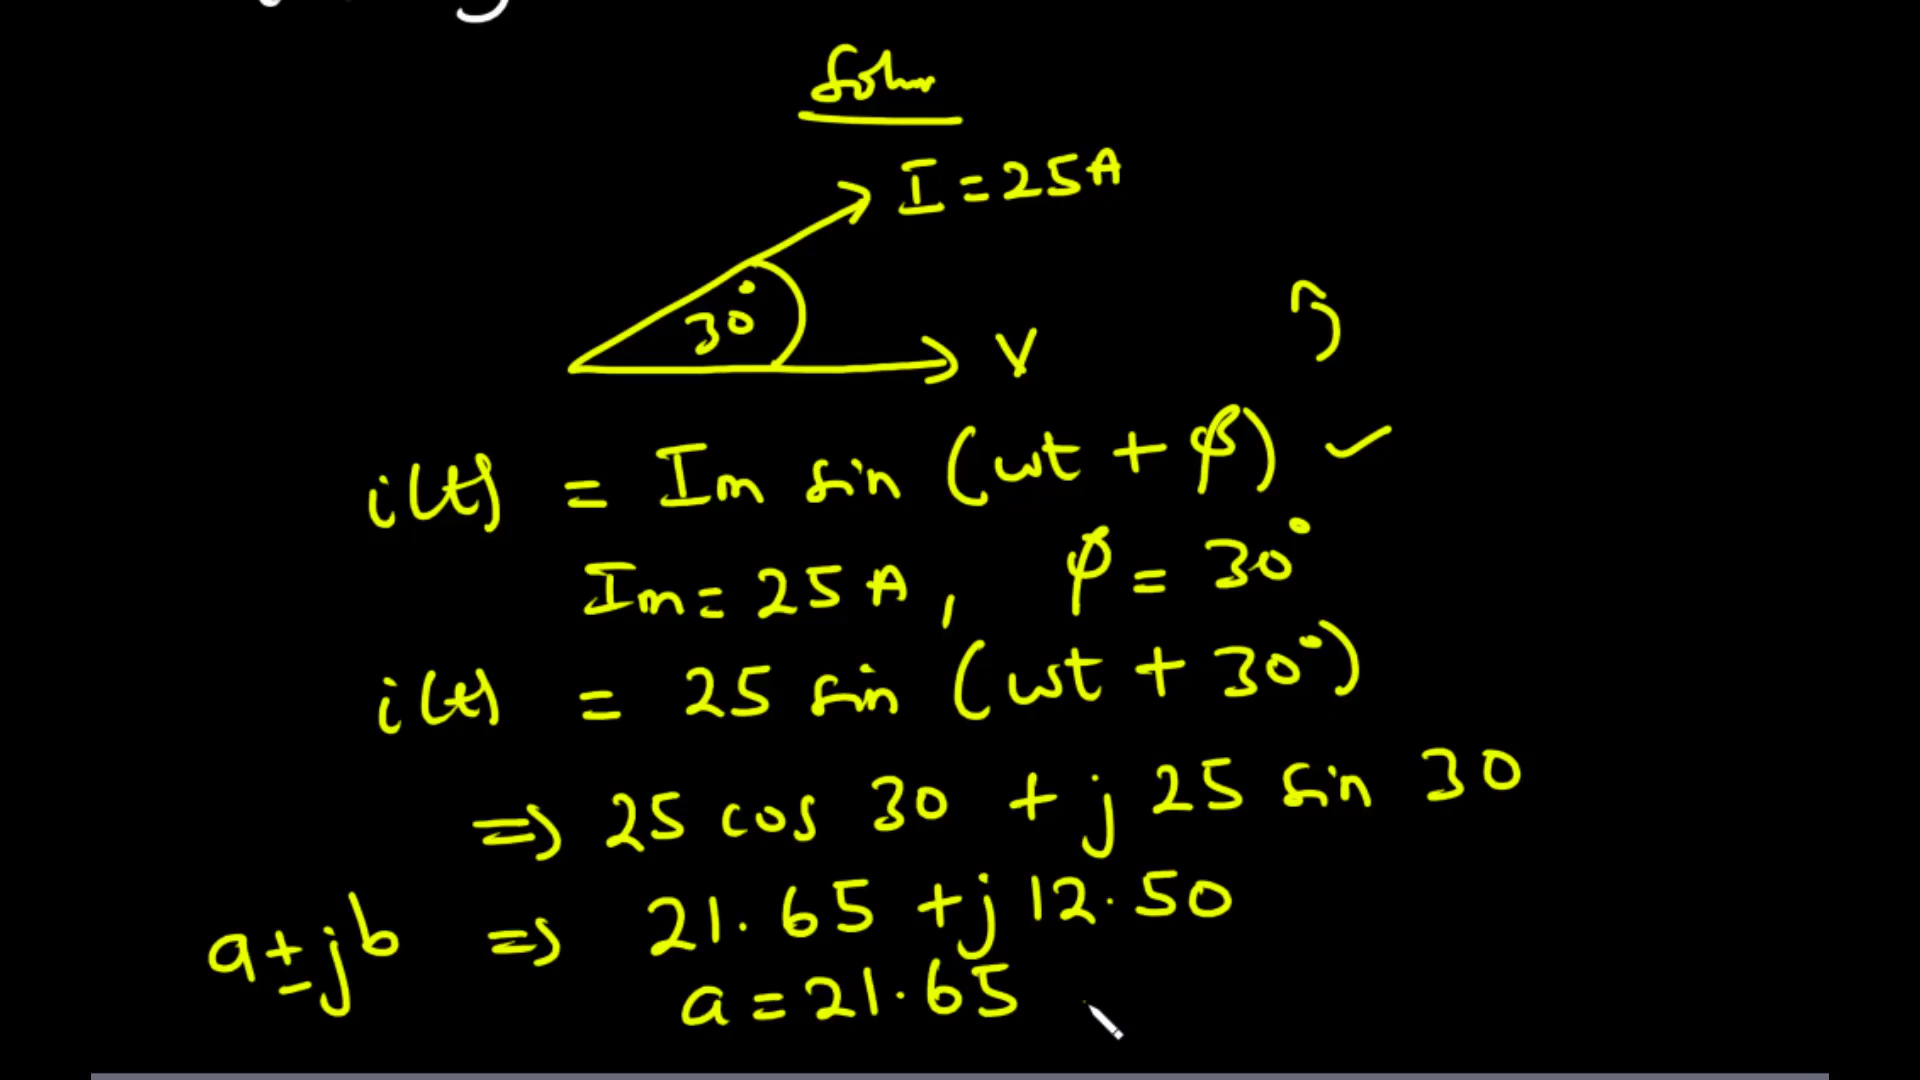 Soln
I = 25A
30°
V
i(t) = Im sin (wt + φ) ✓
Im = 25 A, φ = 30°
i(t) = 25 sin (wt + 30°)
=> 25 cos 30 + j 25 sin 30
a ± jb => 21.65 + j 12.50
a = 21.65